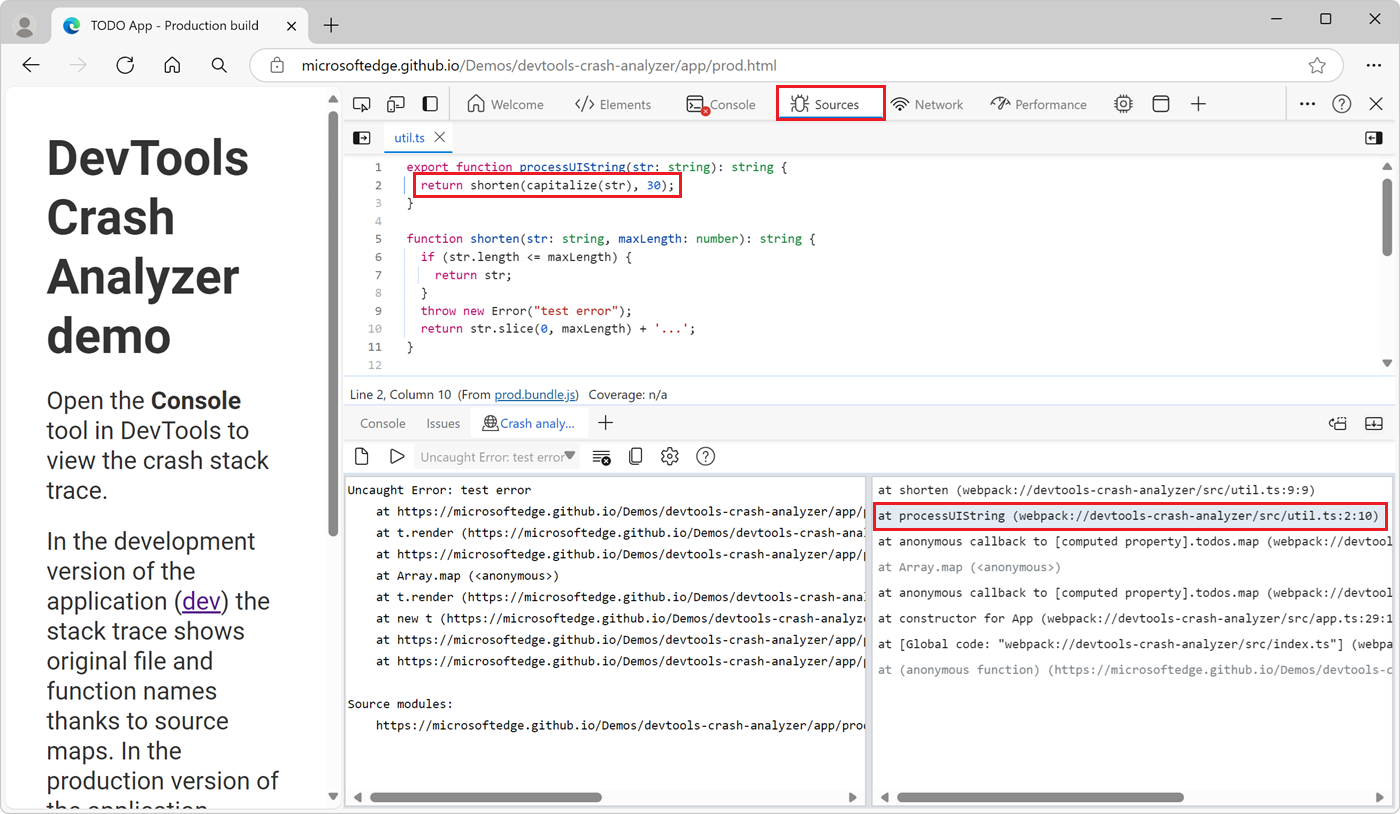 TODO App - Production build
microsoftedge.github.io/Demos/devtools-crash-analyzer/app/prod.html
DevTools
Crash
Analyzer
demo
Open the Console
tool in DevTools to
view the crash stack
trace.
In the development
version of the
application (dev) the
stack trace shows
original file and
function names
thanks to source
maps. In the
production version of
the application
Welcome
Elements
Console
Sources
Network
Performance
util.ts
1 export function processUIString(str: string): string {
2 return shorten(capitalize(str), 30);
3 }
4
5 function shorten(str: string, maxLength: number): string {
6 if (str.length <= maxLength) {
7 return str;
8 }
9 throw new Error("test error");
10 return str.slice(0, maxLength) + '...';
11 }
12
Line 2, Column 10 (From prod.bundle.js) Coverage: n/a
Console
Issues
Crash analy...
Uncaught Error: test error
Uncaught Error: test error
at https://microsoftedge.github.io/Demos/devtools-crash-analyzer/app/
at t.render (https://microsoftedge.github.io/Demos/devtools-crash-ana
at https://microsoftedge.github.io/Demos/devtools-crash-analyzer/app/
at Array.map (<anonymous>)
at t.render (https://microsoftedge.github.io/Demos/devtools-crash-ana
at new t (https://microsoftedge.github.io/Demos/devtools-crash-analyz
at https://microsoftedge.github.io/Demos/devtools-crash-analyzer/app/
at https://microsoftedge.github.io/Demos/devtools-crash-analyzer/app/
Source modules:
https://microsoftedge.github.io/Demos/devtools-crash-analyzer/app/pro
at shorten (webpack://devtools-crash-analyzer/src/util.ts:9:9)
at processUIString (webpack://devtools-crash-analyzer/src/util.ts:2:10)
at anonymous callback to [computed property].todos.map (webpack://devtool
at Array.map (<anonymous>)
at anonymous callback to [computed property].todos.map (webpack://devtool
at constructor for App (webpack://devtools-crash-analyzer/src/app.ts:29:1
at [Global code: "webpack://devtools-crash-analyzer/src/index.ts"] (webpa
at (anonymous function) (https://microsoftedge.github.io/Demos/devtools-c